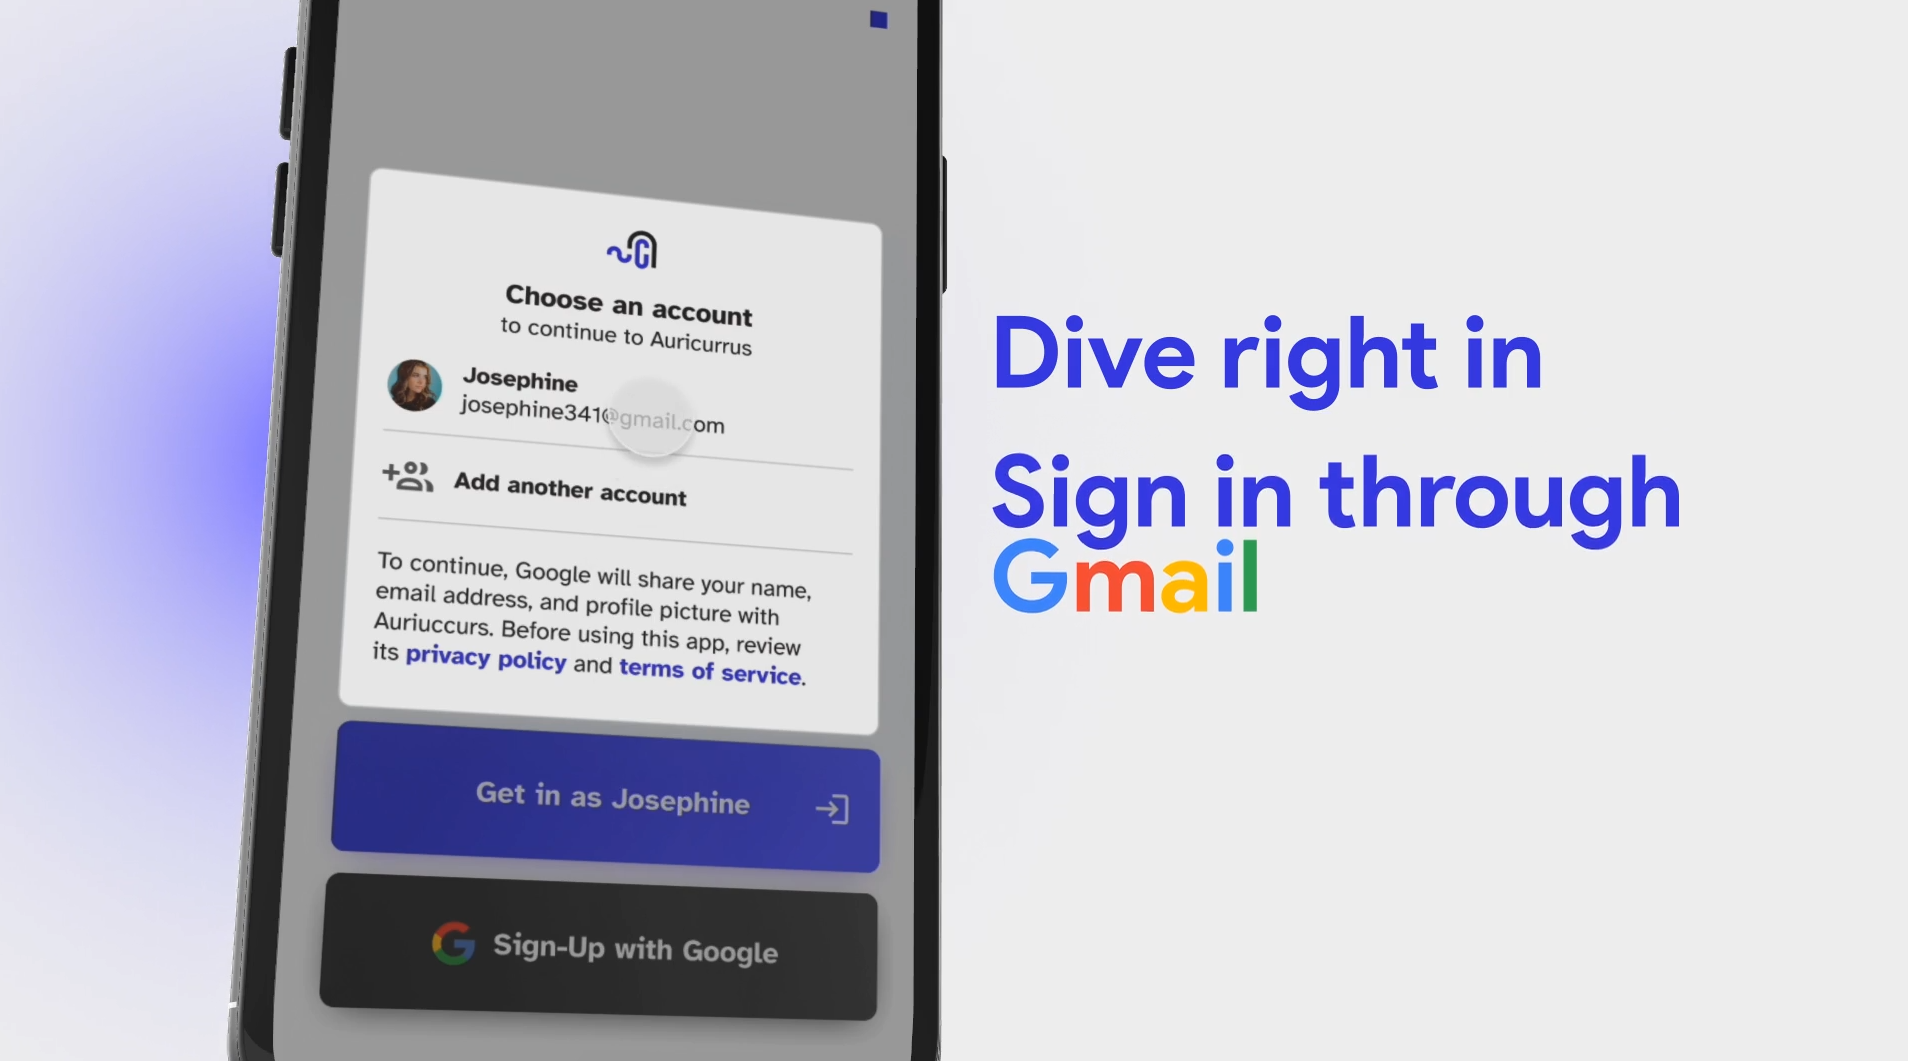 Choose an account
to continue to Auricurrus
Josephine
josephine341@gmail.com
Add another account
To continue, Google will share your name,
email address, and profile picture with
Auriuccurs. Before using this app, review
its privacy policy and terms of service.
Get in as Josephine
Sign-Up with Google
Dive right in
Sign in through
Gmail